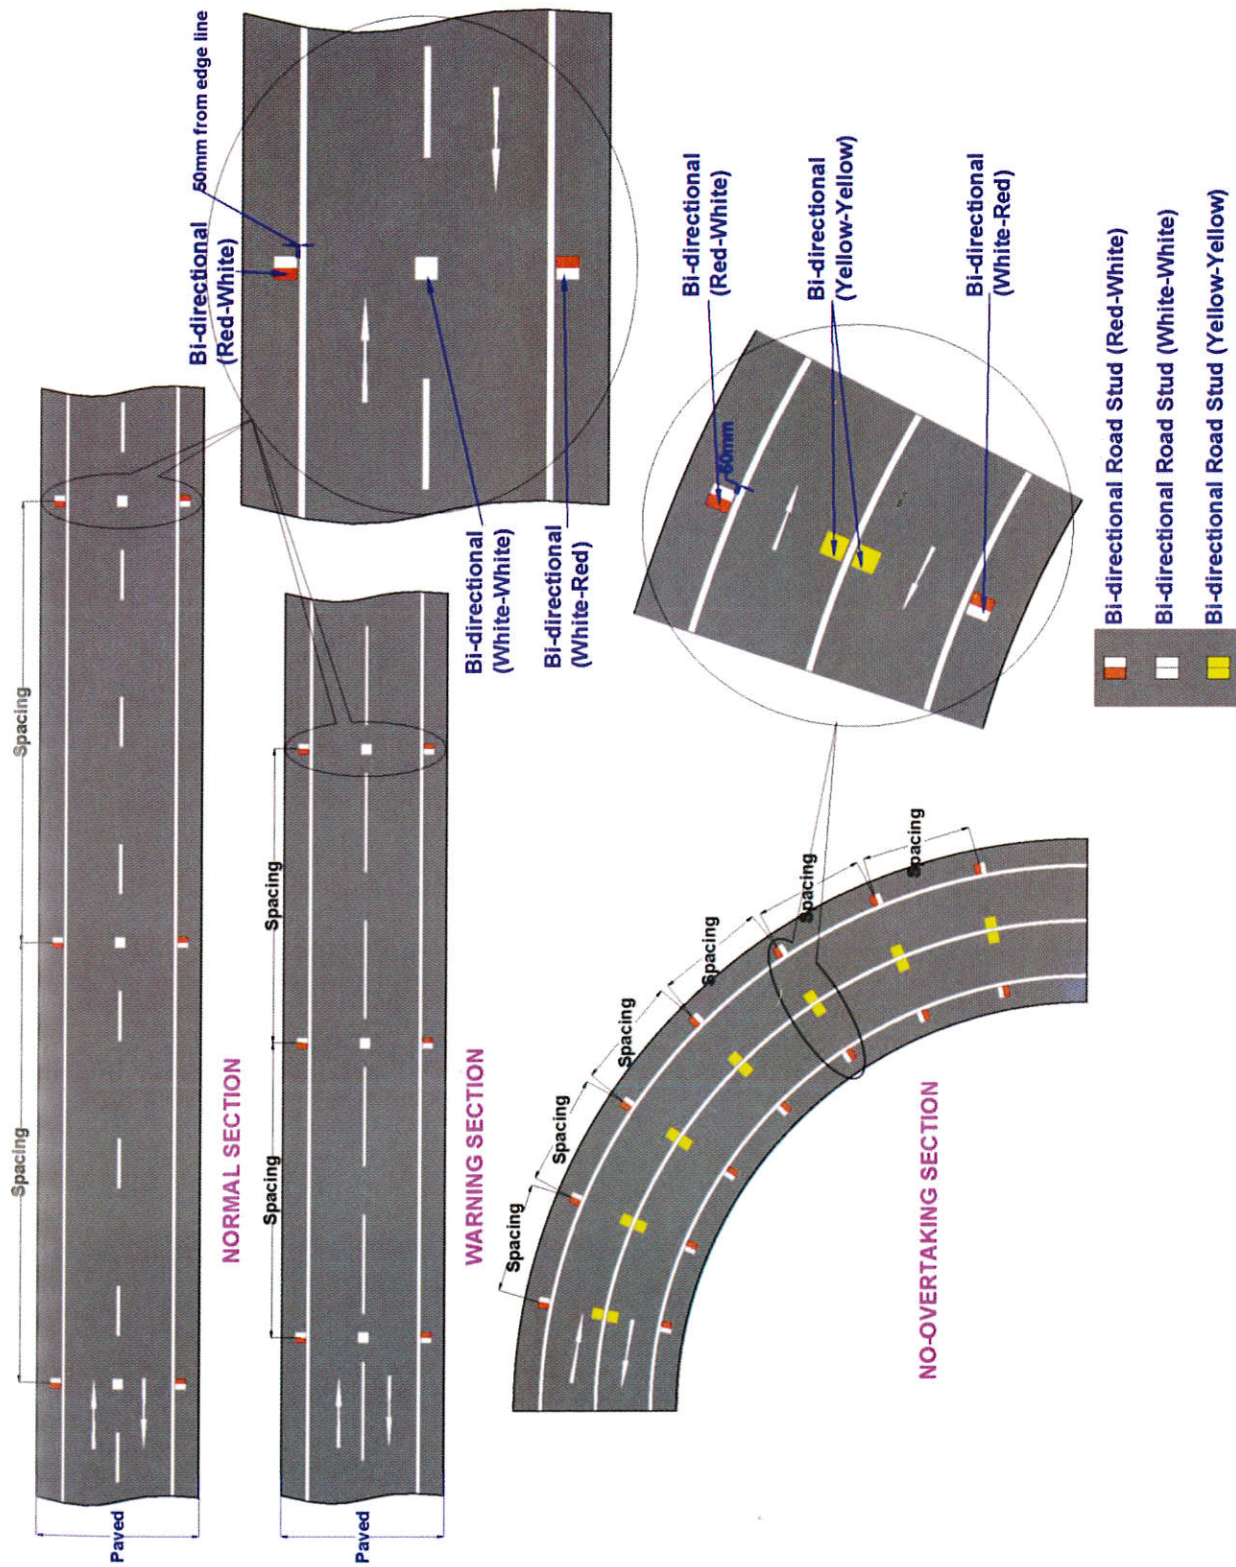 Spacing
Spacing
Paved
NORMAL SECTION
Bi-directional
(Red-White)
50mm from edge line
Spacing
Spacing
Paved
WARNING SECTION
Bi-directional
(White-White)
Bi-directional
(White-Red)
Spacing
Spacing
Spacing
Spacing
Spacing
Spacing
NO-OVERTAKING SECTION
50mm
Bi-directional
(Red-White)
Bi-directional
(Yellow-Yellow)
Bi-directional
(White-Red)
Bi-directional Road Stud (Red-White)
Bi-directional Road Stud (White-White)
Bi-directional Road Stud (Yellow-Yellow)